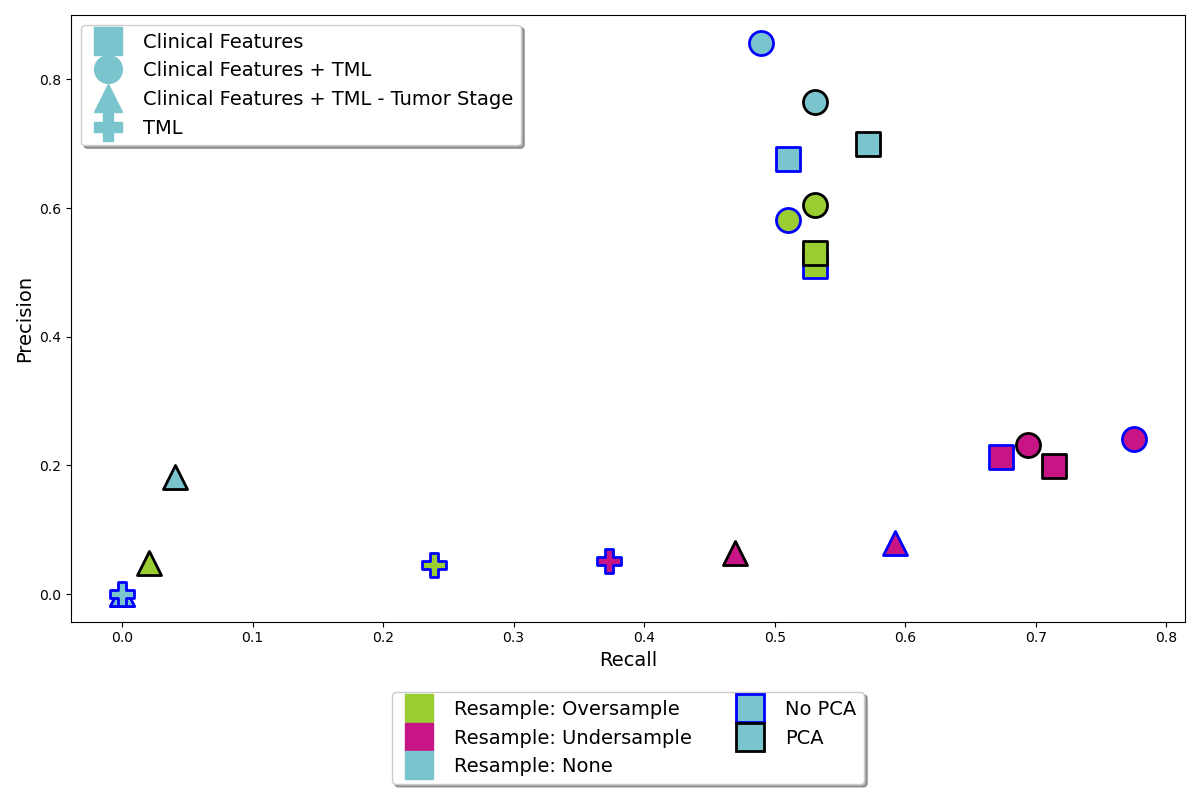 Clinical Features
Clinical Features + TML
Clinical Features + TML - Tumor Stage
TML
0.8
0.6
0.4
0.2
0.0
Precision
0.0 0.1 0.2 0.3 0.4 0.5 0.6 0.7 0.8
Recall
Resample: Oversample No PCA
Resample: Undersample PCA
Resample: None